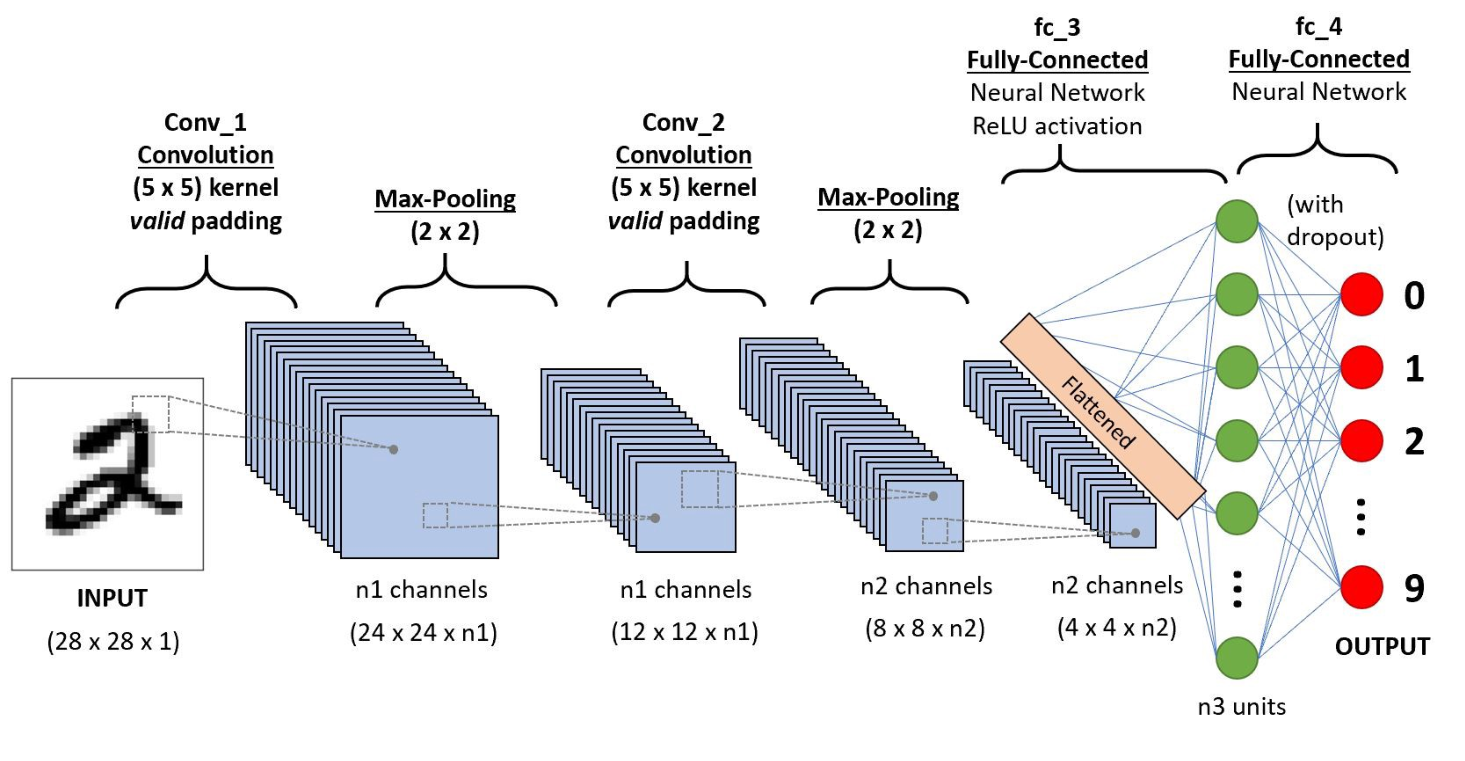 Conv_1
Convolution
(5 x 5) kernel
valid padding
Max-Pooling
(2 x 2)
Conv_2
Convolution
(5 x 5) kernel
valid padding
Max-Pooling
(2 x 2)
fc_3
Fully-Connected
Neural Network
ReLU activation
fc_4
Fully-Connected
Neural Network
(with
dropout)
Flattened
0
1
2
9
OUTPUT
2
INPUT
(28 x 28 x 1)
n1 channels
(24 x 24 x n1)
n1 channels
(12 x 12 x n1)
n2 channels
(8 x 8 x n2)
n2 channels
(4 x 4 x n2)
n3 units